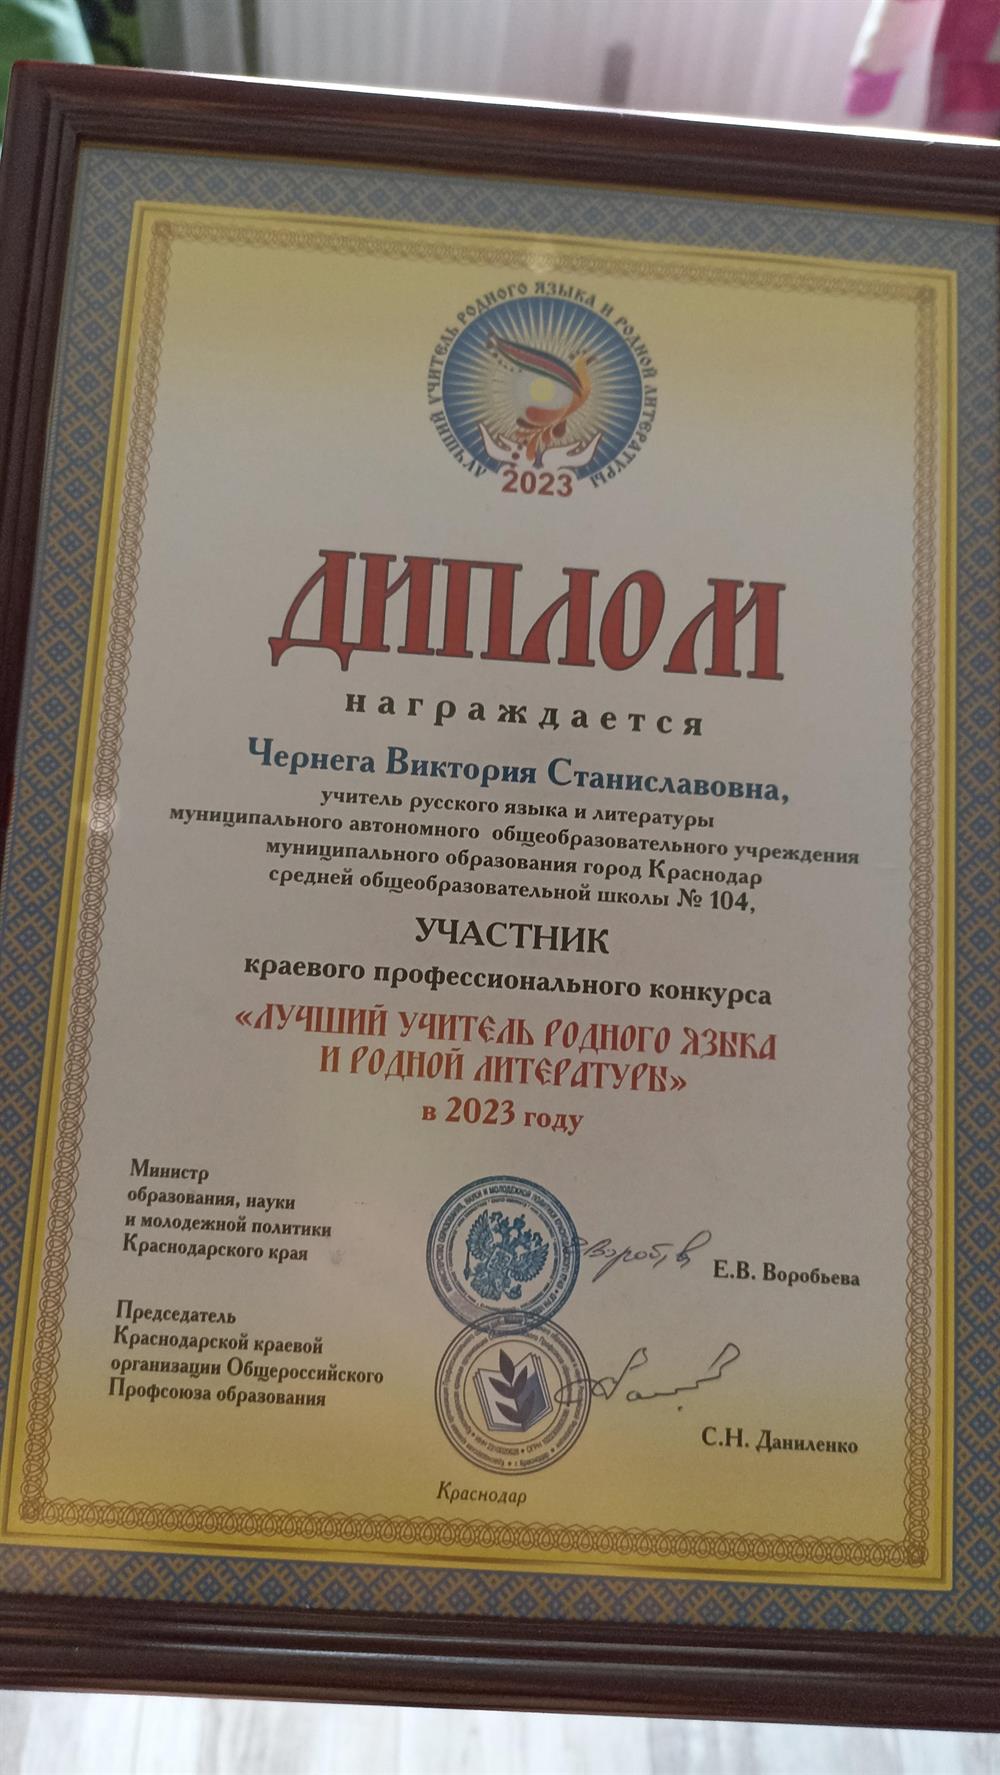 ЛУЧШИЙ УЧИТЕЛЬ РОДНОГО ЯЗЫКА И РОДНОЙ ЛИТЕРАТУРЫ
2023
ДИПЛОМ
награждается
Чернега Виктория Станиславовна,
учитель русского языка и литературы
муниципального автономного общеобразовательного учреждения
муниципального образования город Краснодар
средней общеобразовательной школы № 104,
УЧАСТНИК
краевого профессионального конкурса
«ЛУЧШИЙ УЧИТЕЛЬ РОДНОГО ЯЗЫКА
И РОДНОЙ ЛИТЕРАТУРЫ»
в 2023 году
Министр
образования, науки
и молодежной политики
Краснодарского края
Е.В. Воробьева
Председатель
Краснодарской краевой
организации Общероссийского
Профсоюза образования
С.Н. Даниленко
Краснодар